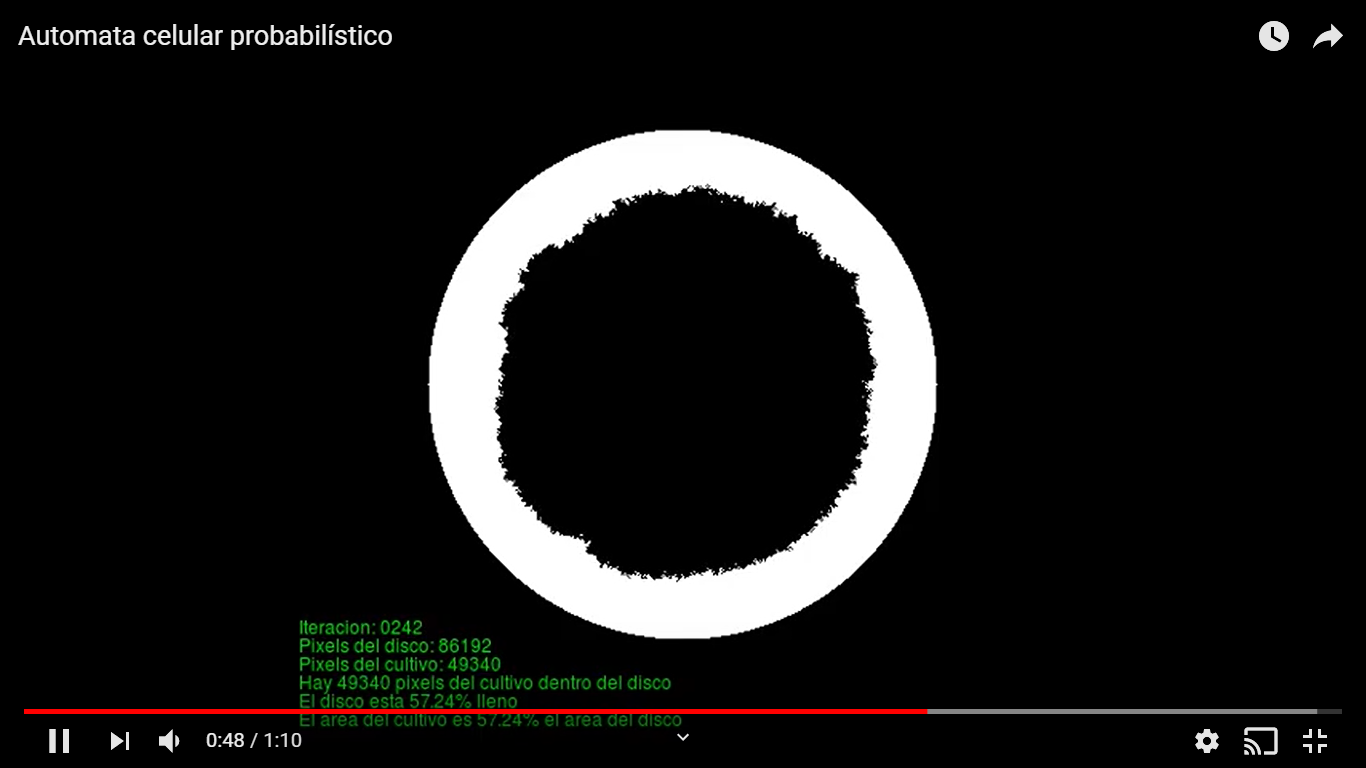 Automata celular probabilístico
Iteracion: 0242
Pixels del disco: 86192
Pixels del cultivo: 49340
Hay 49340 pixels del cultivo dentro del disco
El disco esta 57.24% lleno
El area del cultivo es 57.24% el area del disco
0:48 / 1:10